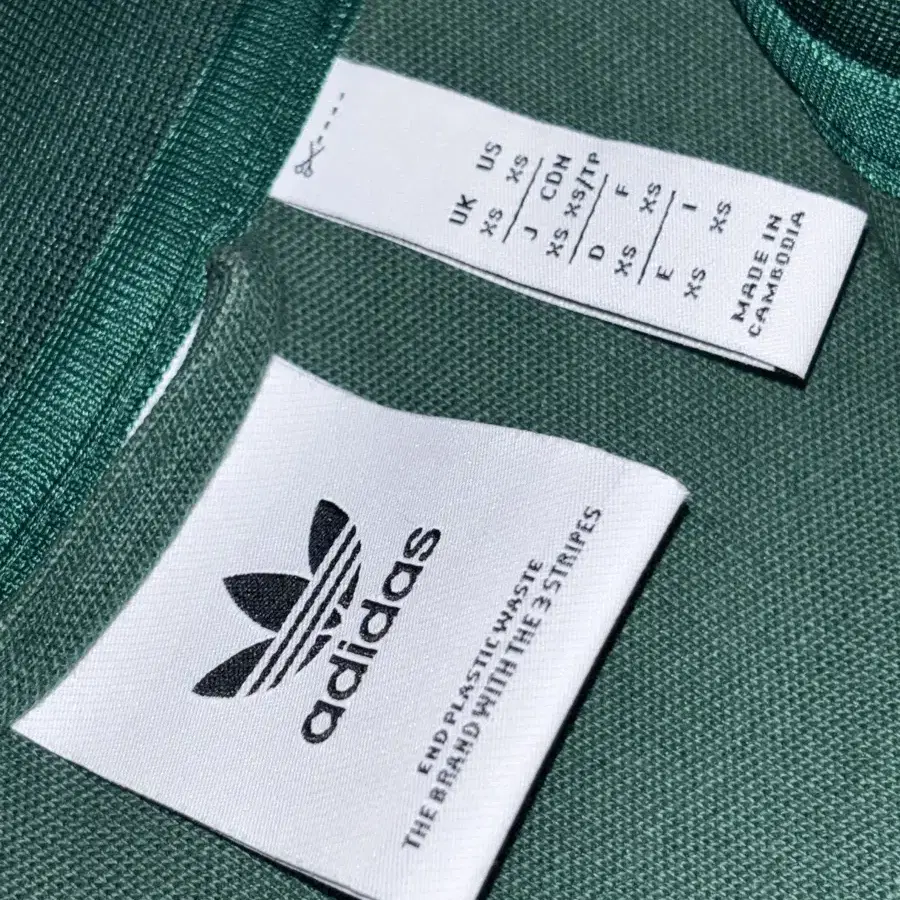 UK US
XS XS
J CDN
XS XS/TP
D F
XS XS
E I
XS XS
MADE IN
CAMBODIA
adidas
END PLASTIC WASTE
THE BRAND WITH THE 3 STRIPES